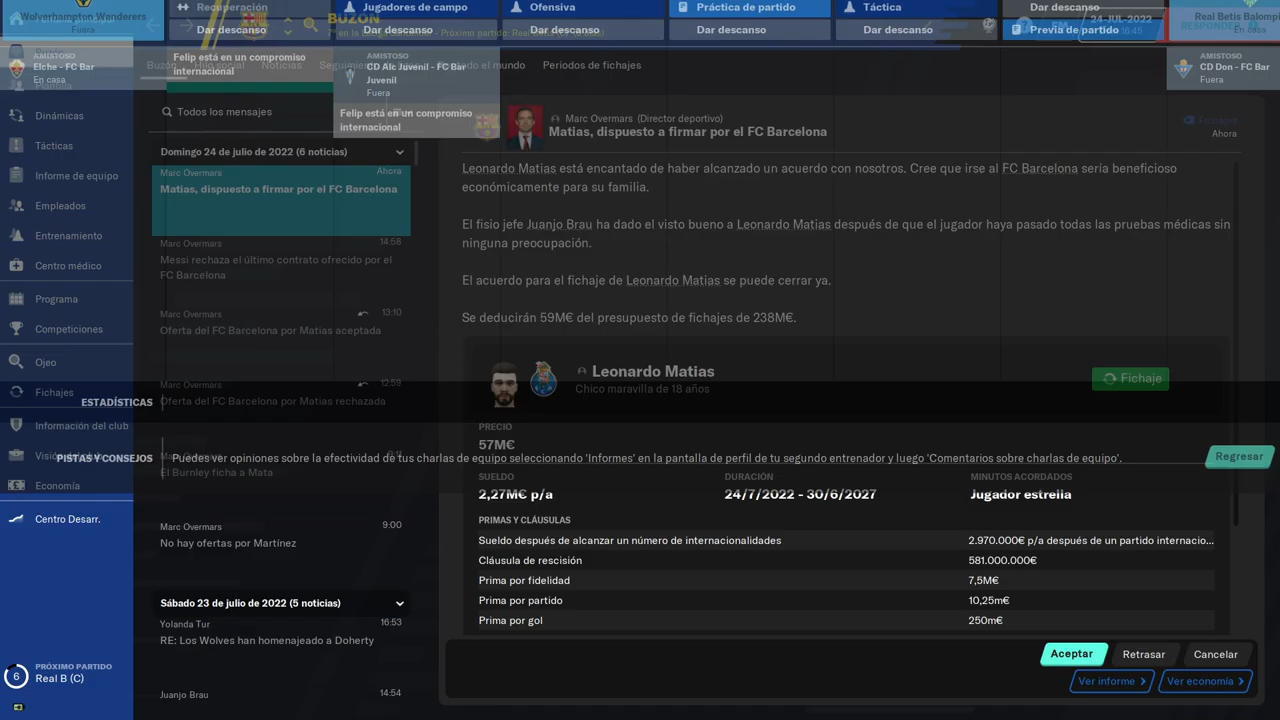 Recuperación
Jugadores de campo
Ofensiva
Práctica de partido
Táctica
Dar descanso
Wolverhampton Wanderers
Fuera
BUZÓN
24-JUL-2022
16:45
Real Betis Balompi
En casa
RESPONDER
Dar descanso
Dar descanso
Dar descanso
Dar descanso
Dar descanso
Previa de partido
AMISTOSO
Elche - FC Bar
En casa
Felip está en un compromiso
internacional
AMISTOSO
CD Alc Juvenil - FC Bar
Juvenil
Fuera
Felip está en un compromiso
internacional
Noticias
Periodos de fichajes
AMISTOSO
CD Don - FC Bar
Fuera
Plantilla
Dinámicas
Tácticas
Informe de equipo
Empleados
Entrenamiento
Centro médico
Programa
Competiciones
Ojeo
Fichajes
Información del club
Economía
Centro Desarr.
PRÓXIMO PARTIDO
6
Real B (C)
Todos los mensajes
Domingo 24 de julio de 2022 (6 noticias)
Marc Overmars
Ahora
Matias, dispuesto a firmar por el FC Barcelona
Marc Overmars
14:58
Messi rechaza el último contrato ofrecido por el
FC Barcelona
Marc Overmars
13:10
Oferta del FC Barcelona por Matias aceptada
Marc Overmars
12:59
Oferta del FC Barcelona por Matias rechazada
El Burnley ficha a Mata
Marc Overmars
9:00
No hay ofertas por Martínez
Sábado 23 de julio de 2022 (5 noticias)
Yolanda Tur
16:53
RE: Los Wolves han homenajeado a Doherty
Juanjo Brau
14:54
Marc Overmars (Director deportivo)
Matias, dispuesto a firmar por el FC Barcelona
Fichajes
Ahora
Leonardo Matias está encantado de haber alcanzado un acuerdo con nosotros. Cree que irse al FC Barcelona sería beneficioso
económicamente para su familia.
El fisio jefe Juanjo Brau ha dado el visto bueno a Leonardo Matias después de que el jugador haya pasado todas las pruebas médicas sin
ninguna preocupación.
El acuerdo para el fichaje de Leonardo Matias se puede cerrar ya.
Se deducirán 59M€ del presupuesto de fichajes de 238M€.
Leonardo Matias
Chico maravilla de 18 años
Fichaje
ESTADÍSTICAS
PISTAS Y CONSEJOS
Puedes ver opiniones sobre la efectividad de tus charlas de equipo seleccionando 'Informes' en la pantalla de perfil de tu segundo entrenador y luego 'Comentarios sobre charlas de equipo'.
Regresar
PRECIO
57M€
SUELDO
2,27M€ p/a
DURACIÓN
24/7/2022 - 30/6/2027
MINUTOS ACORDADOS
Jugador estrella
PRIMAS Y CLÁUSULAS
Sueldo después de alcanzar un número de internacionalidades
2.970.000€ p/a después de un partido internacio...
Cláusula de rescisión
581.000.000€
Prima por fidelidad
7,5M€
Prima por partido
10,25m€
Prima por gol
250m€
Aceptar
Retrasar
Cancelar
Ver informe
Ver economía